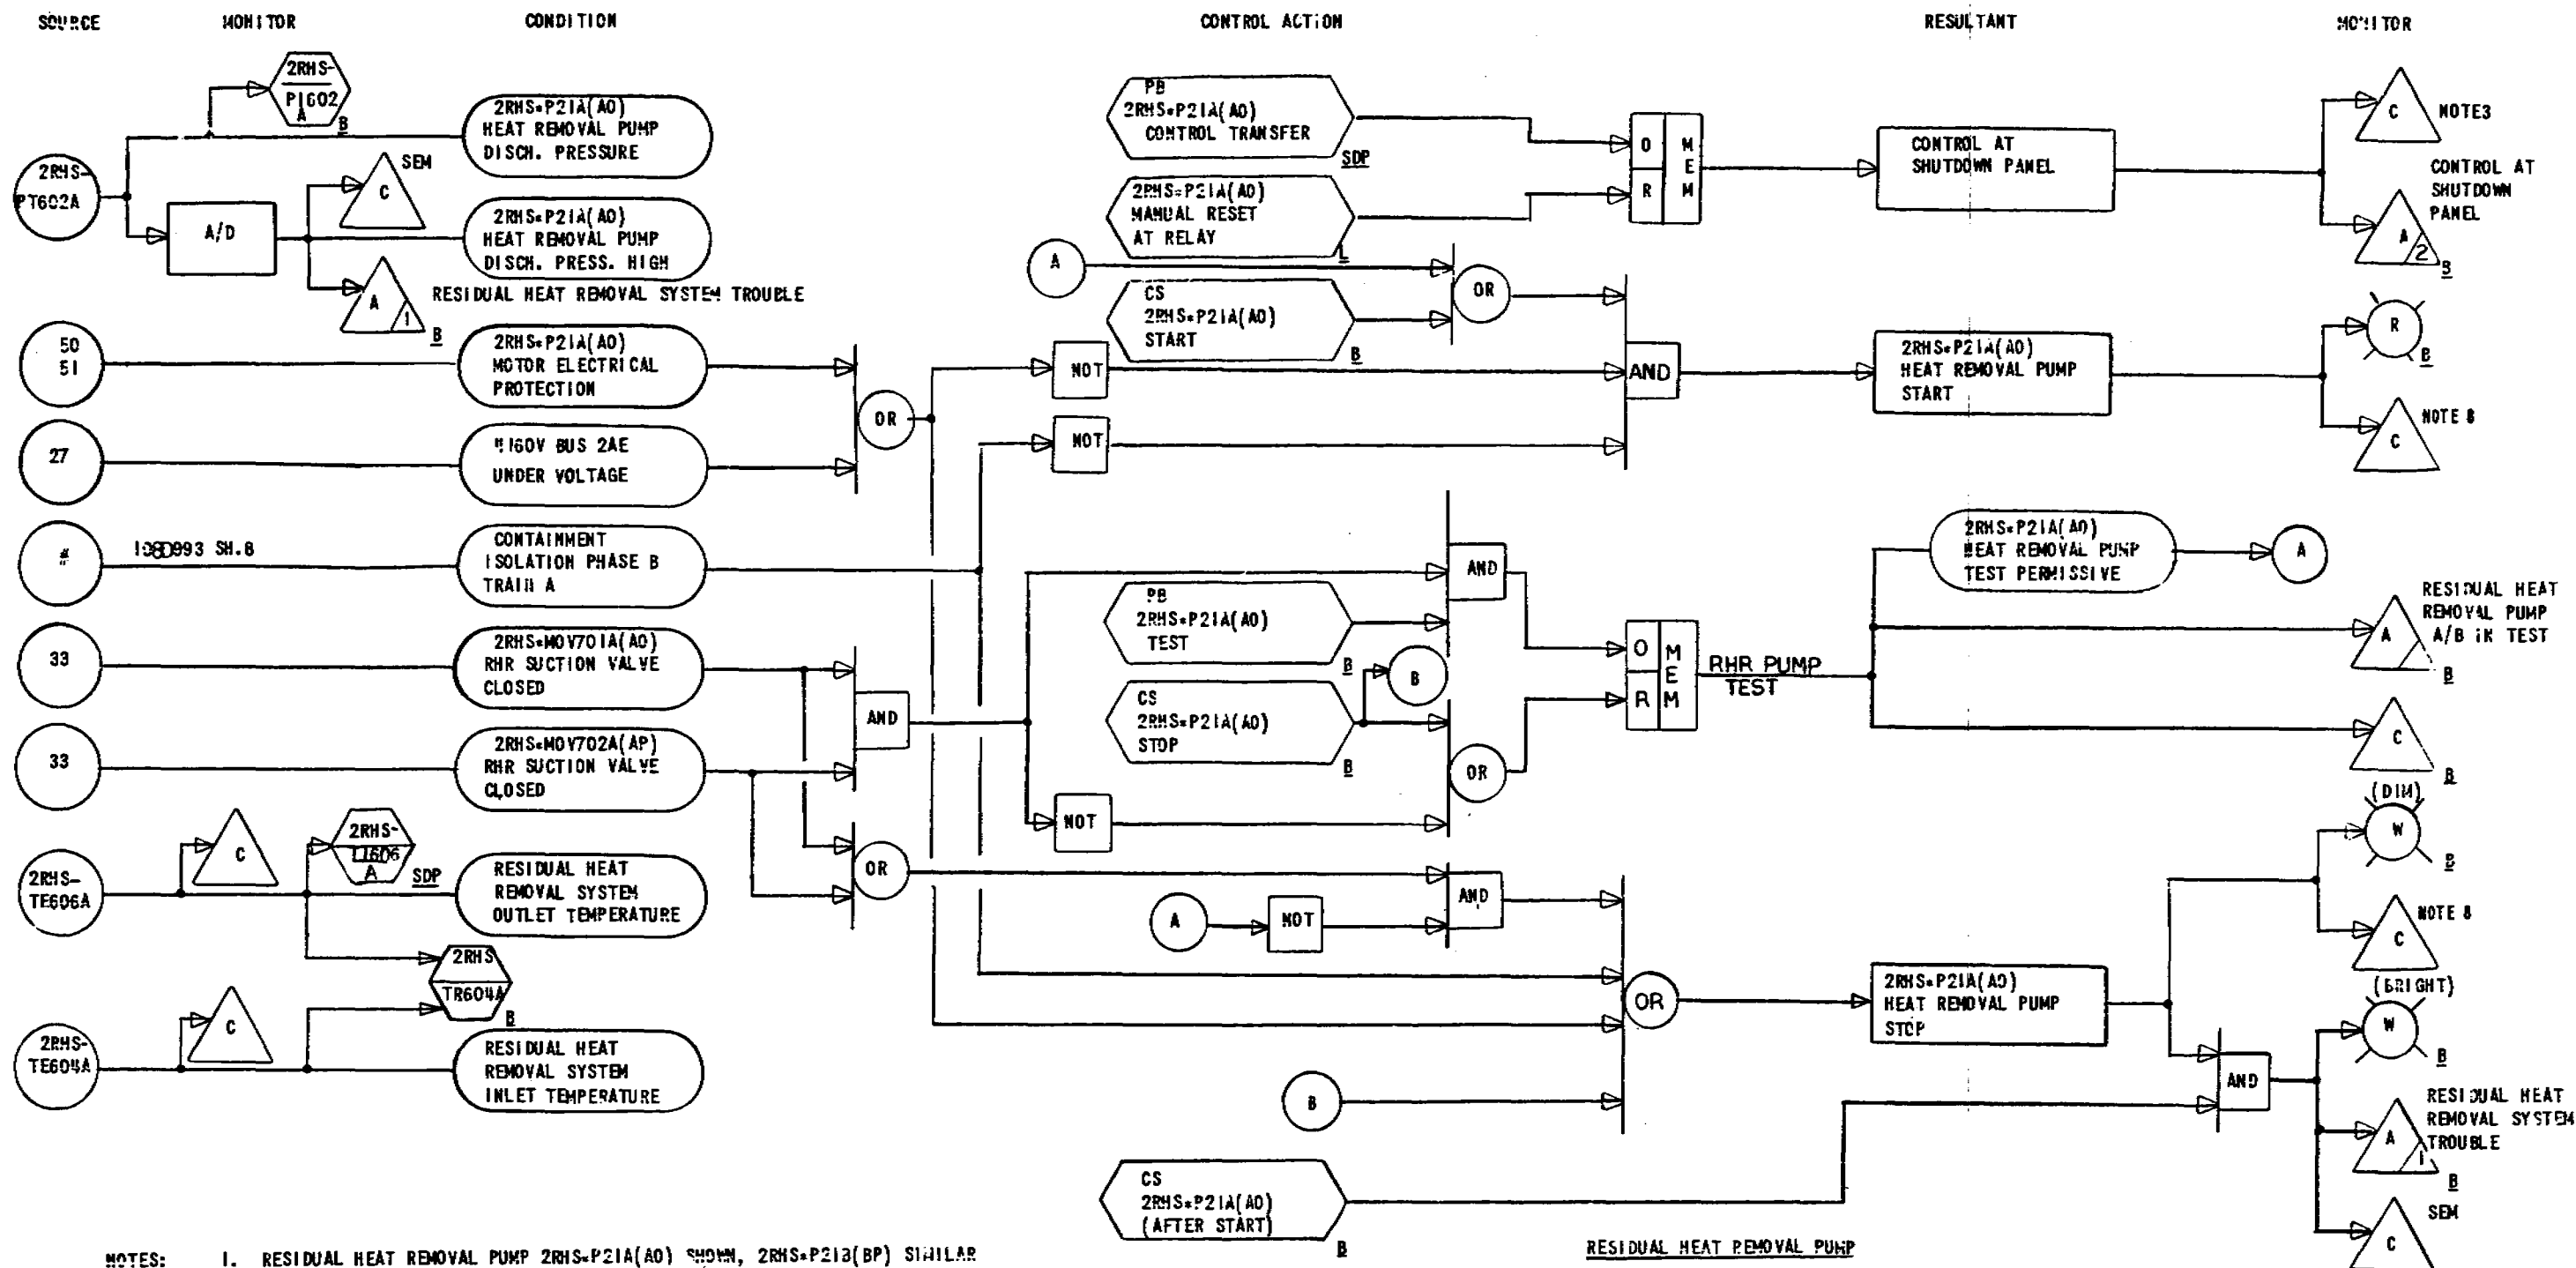 SOURCE MONITOR CONDITION CONTROL ACTION RESULTANT MONITOR
2RHS-
PI602
A
B
2RHS*P21A(AO)
HEAT REMOVAL PUMP
DISCH. PRESSURE
2RHS-
PT602A
A/D
SEM
C
2RHS*P21A(AO)
HEAT REMOVAL PUMP
DISCH. PRESS. HIGH
A
1
B
RESIDUAL HEAT REMOVAL SYSTEM TROUBLE
50
51
2RHS*P21A(AO)
MOTOR ELECTRICAL
PROTECTION
27
4160V BUS 2AE
UNDER VOLTAGE
OR
#
108D993 SH.8
CONTAINMENT
ISOLATION PHASE B
TRAIN A
33
2RHS*MOV701A(AO)
RHR SUCTION VALVE
CLOSED
33
2RHS*MOV702A(AP)
RHR SUCTION VALVE
CLOSED
AND
OR
C
2RHS-
TI606
A
SDP
2RHS-
TE606A
RESIDUAL HEAT
REMOVAL SYSTEM
OUTLET TEMPERATURE
2RHS
TR604A
B
C
2RHS-
TE604A
RESIDUAL HEAT
REMOVAL SYSTEM
INLET TEMPERATURE
PB
2RHS*P21A(AO)
CONTROL TRANSFER
SDP
2RHS*P21A(AO)
MANUAL RESET
AT RELAY
L
O
R
MEM
CONTROL AT
SHUTDOWN PANEL
C
NOTE3
CONTROL AT
SHUTDOWN
PANEL
A
2
B
A
CS
2RHS*P21A(AO)
START
B
OR
NOT
NOT
AND
2RHS*P21A(AO)
HEAT REMOVAL PUMP
START
R
B
NOTE 8
C
PB
2RHS*P21A(AO)
TEST
B
AND
B
CS
2RHS*P21A(AO)
STOP
B
NOT
OR
O
R
MEM
RHR PUMP
TEST
2RHS*P21A(AO)
HEAT REMOVAL PUMP
TEST PERMISSIVE
A
RESIDUAL HEAT
REMOVAL PUMP
A/B IN TEST
A
B
C
B
A
NOT
AND
B
OR
2RHS*P21A(AO)
HEAT REMOVAL PUMP
STOP
(DIM)
W
B
NOTE 8
C
(BRIGHT)
W
B
AND
RESIDUAL HEAT
REMOVAL SYSTEM
TROUBLE
A
1
B
SEM
C
CS
2RHS*P21A(AO)
(AFTER START)
B
RESIDUAL HEAT REMOVAL PUMP
NOTES: 1. RESIDUAL HEAT REMOVAL PUMP 2RHS*P21A(AO) SHOWN, 2RHS*P21B(BP) SIMILAR